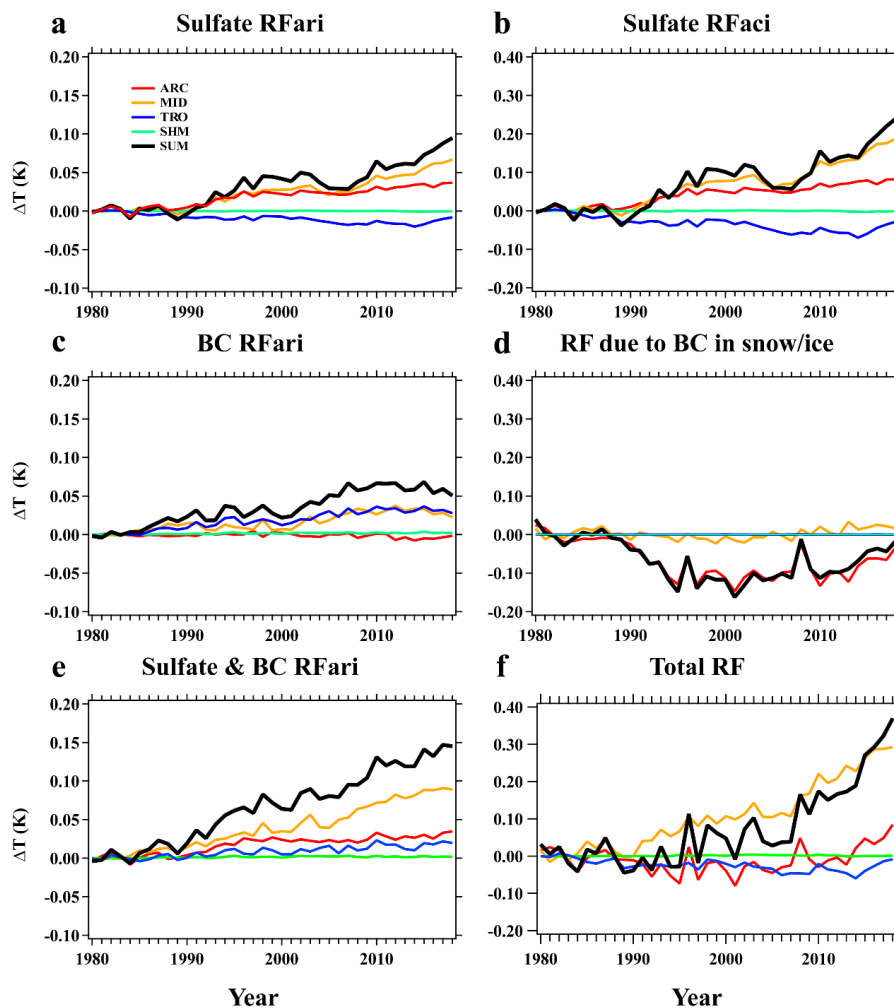 a Sulfate RFari
b Sulfate RFaci
0.20
0.15
0.10
0.05
0.00
-0.05
-0.10
ΔT (K)
ARC
MID
TRO
SHM
SUM
1980 1990 2000 2010
0.40
0.30
0.20
0.10
0.00
-0.10
-0.20
1980 1990 2000 2010
c BC RFari
d RF due to BC in snow/ice
0.20
0.15
0.10
0.05
0.00
-0.05
-0.10
ΔT (K)
1980 1990 2000 2010
0.40
0.30
0.20
0.10
0.00
-0.10
-0.20
1980 1990 2000 2010
e Sulfate & BC RFari
f Total RF
0.20
0.15
0.10
0.05
0.00
-0.05
-0.10
ΔT (K)
1980 1990 2000 2010
Year
0.40
0.30
0.20
0.10
0.00
-0.10
-0.20
1980 1990 2000 2010
Year